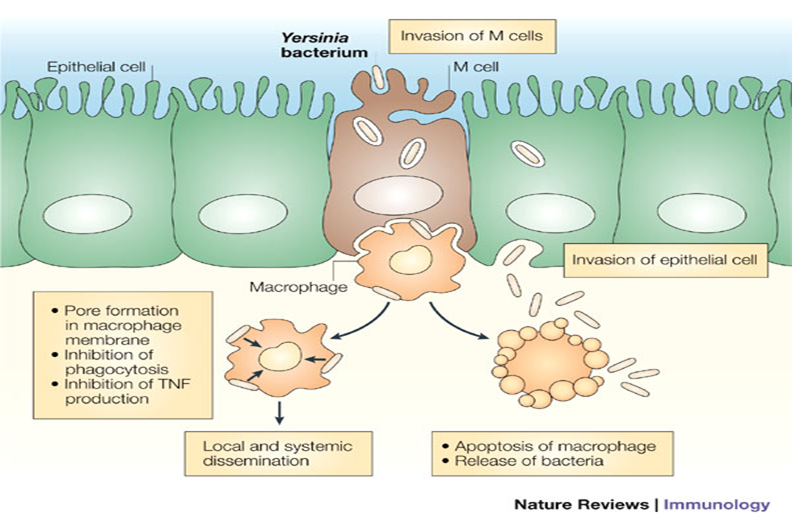 Yersinia
bacterium
Invasion of M cells
Epithelial cell
M cell
Invasion of epithelial cell
Macrophage
• Pore formation
in macrophage
membrane
• Inhibition of
phagocytosis
• Inhibition of TNF
production
Local and systemic
dissemination
• Apoptosis of macrophage
• Release of bacteria
Nature Reviews | Immunology